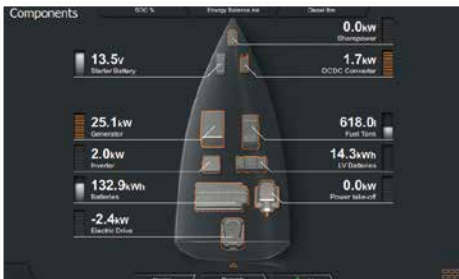 Components
SOC %
Energy Balance kw
Diesel litre
0.0kW
Shorepower
13.5v
Starter Battery
1.7kW
DCDC Converter
25.1kW
Generator
618.0l
Fuel Tank
2.0kW
Inverter
14.3kWh
LV Batteries
132.9kWh
Batteries
0.0kW
Power take-off
-2.4kW
Electric Drive